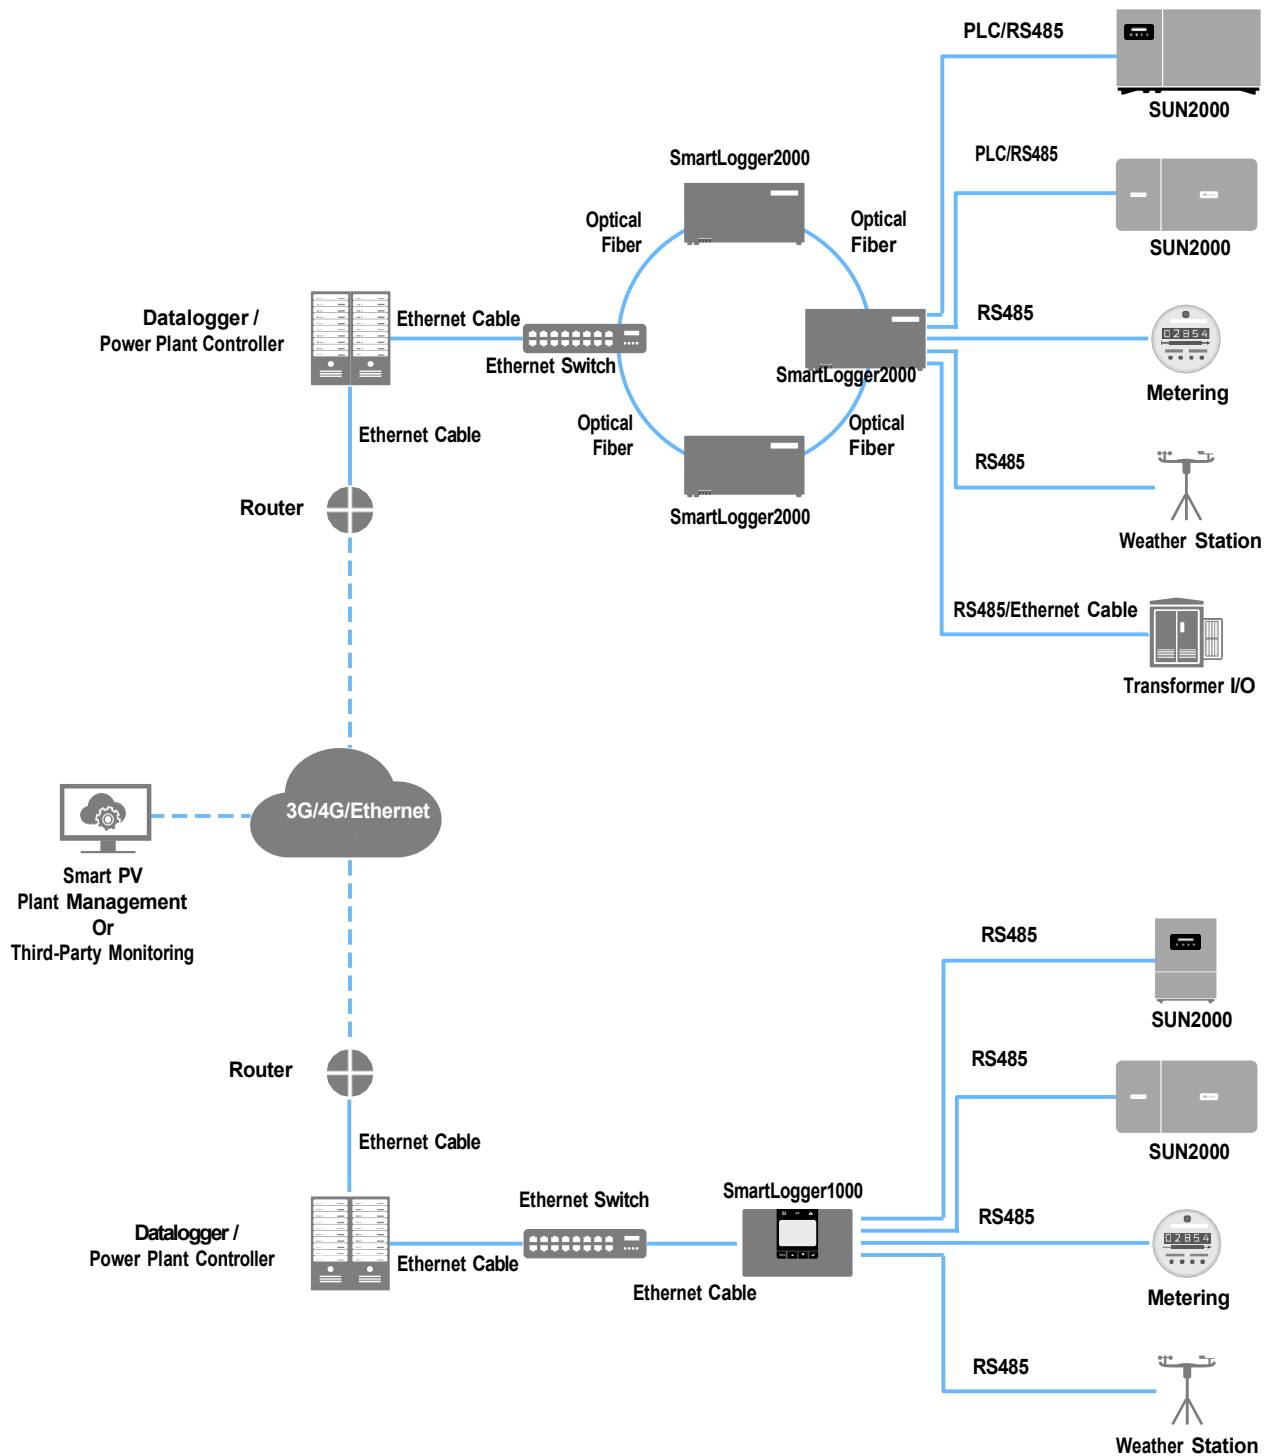 PLC/RS485
SUN2000
SmartLogger2000
PLC/RS485
Optical
Fiber
Optical
Fiber
SUN2000
Datalogger /
Power Plant Controller
Ethernet Cable
Ethernet Switch
RS485
02854
SmartLogger2000
Metering
Ethernet Cable
Optical
Fiber
Optical
Fiber
RS485
Router
SmartLogger2000
Weather Station
RS485/Ethernet Cable
Transformer I/O
3G/4G/Ethernet
Smart PV
Plant Management
Or
Third-Party Monitoring
RS485
SUN2000
Router
RS485
Ethernet Cable
SUN2000
Ethernet Switch
SmartLogger1000
RS485
02854
Datalogger /
Power Plant Controller
Ethernet Cable
Ethernet Cable
Metering
RS485
Weather Station